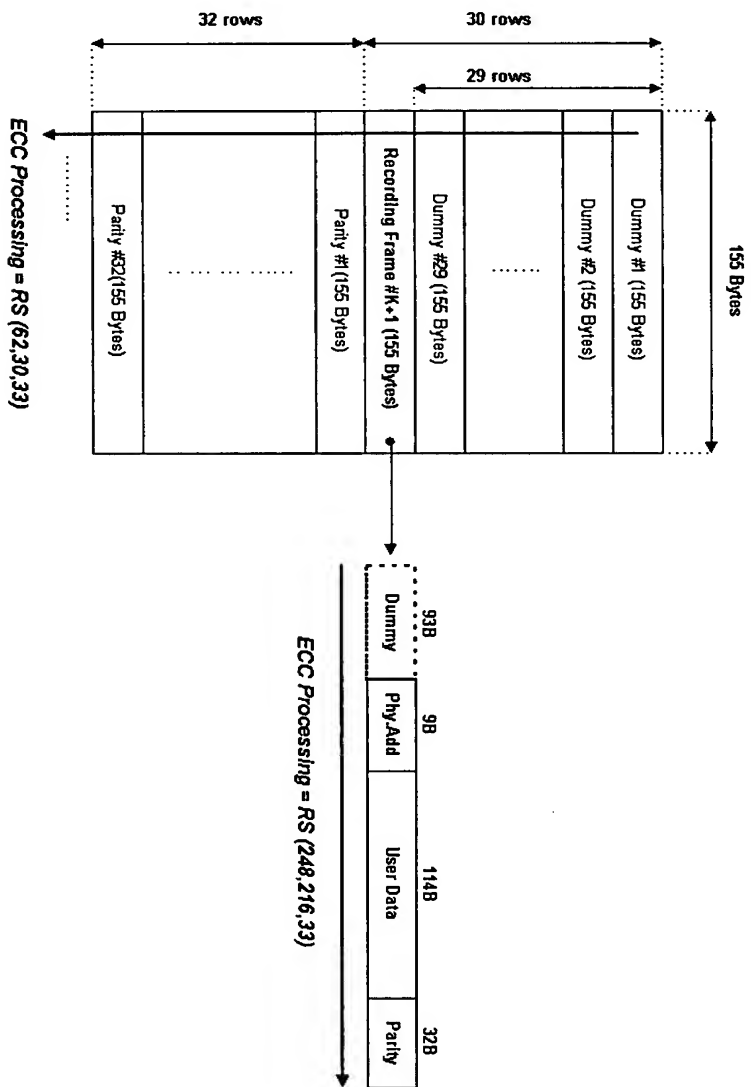 155 Bytes
30 rows
29 rows
32 rows
Dummy #1 (155 Bytes)
Dummy #2 (155 Bytes)
.......
Dummy #29 (155 Bytes)
Recording Frame #K+1 (155 Bytes)
Parity #1(155 Bytes)
.... ... ... ....
Parity #32(155 Bytes)
ECC Processing = RS (62,30,33)
93B
9B
114B
32B
Dummy
Phy.Add
User Data
Parity
ECC Processing = RS (248,216,33)